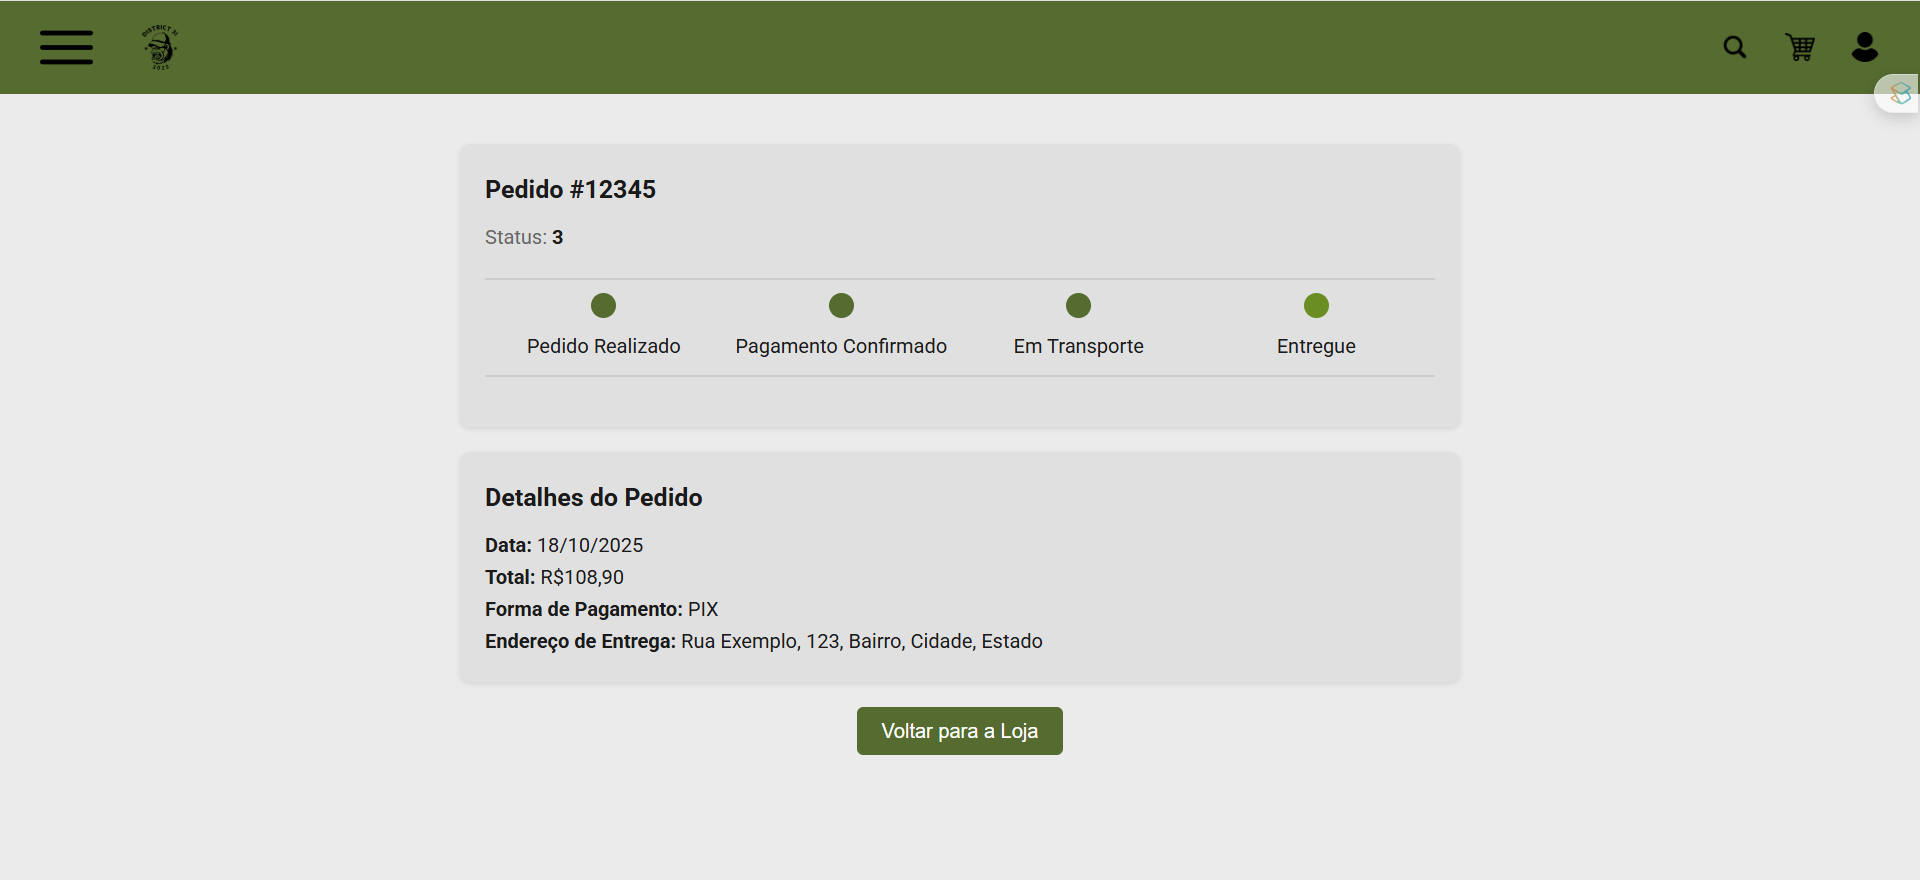 DISTRICT 31
2025
Pedido #12345
Status: 3
Pedido Realizado
Pagamento Confirmado
Em Transporte
Entregue
Detalhes do Pedido
Data: 18/10/2025
Total: R$108,90
Forma de Pagamento: PIX
Endereço de Entrega: Rua Exemplo, 123, Bairro, Cidade, Estado
Voltar para a Loja